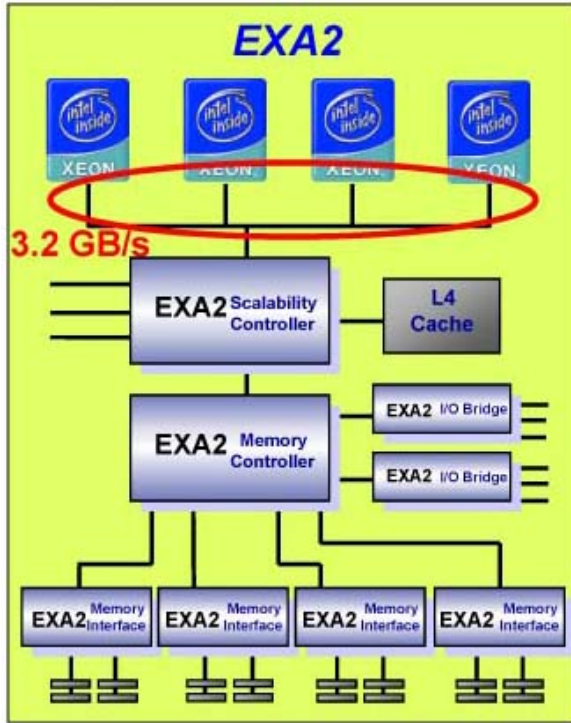 EXA2
intel inside
XEON
intel inside
XEON
intel inside
XEON
intel inside
XEON
3.2 GB/s
EXA2 Scalability
Controller
L4
Cache
EXA2 Memory
Controller
EXA2 I/O Bridge
EXA2 I/O Bridge
EXA2 Memory
Interface
EXA2 Memory
Interface
EXA2 Memory
Interface
EXA2 Memory
Interface